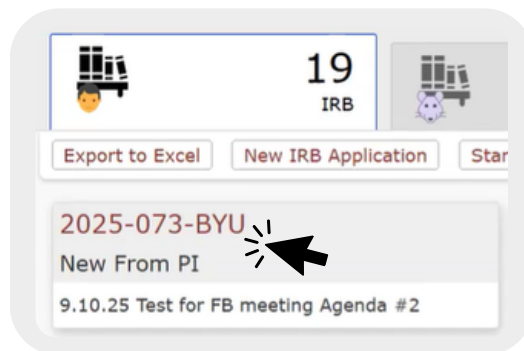 19
IRB
Export to Excel New IRB Application Star
2025-073-BYU
New From PI
9.10.25 Test for FB meeting Agenda #2